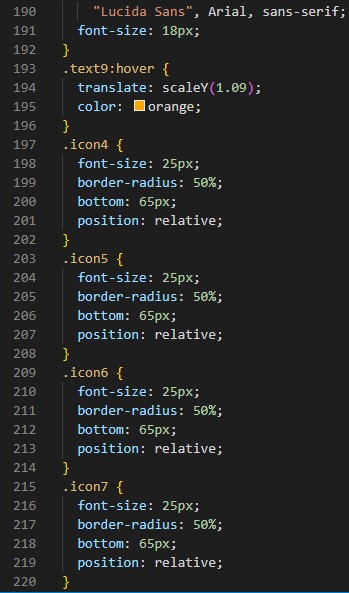 190 "Lucida Sans", Arial, sans-serif;
191 font-size: 18px;
192 }
193 .text9:hover {
194 translate: scaleY(1.09);
195 color: orange;
196 }
197 .icon4 {
198 font-size: 25px;
199 border-radius: 50%;
200 bottom: 65px;
201 position: relative;
202 }
203 .icon5 {
204 font-size: 25px;
205 border-radius: 50%;
206 bottom: 65px;
207 position: relative;
208 }
209 .icon6 {
210 font-size: 25px;
211 border-radius: 50%;
212 bottom: 65px;
213 position: relative;
214 }
215 .icon7 {
216 font-size: 25px;
217 border-radius: 50%;
218 bottom: 65px;
219 position: relative;
220 }